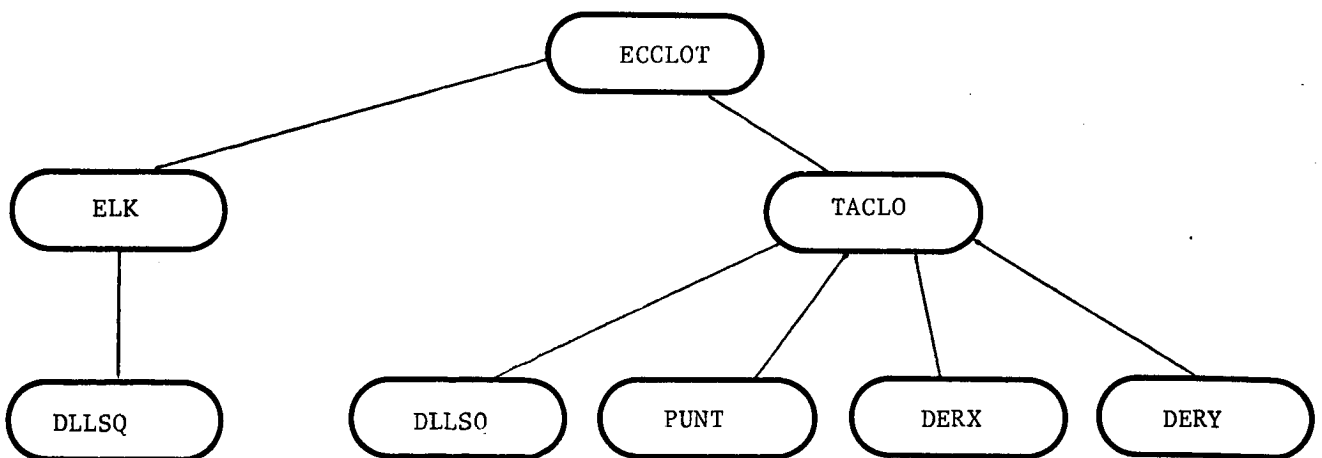 ECCLOT
ELK
TACLO
DLLSQ
DLLSQ
PUNT
DERX
DERY